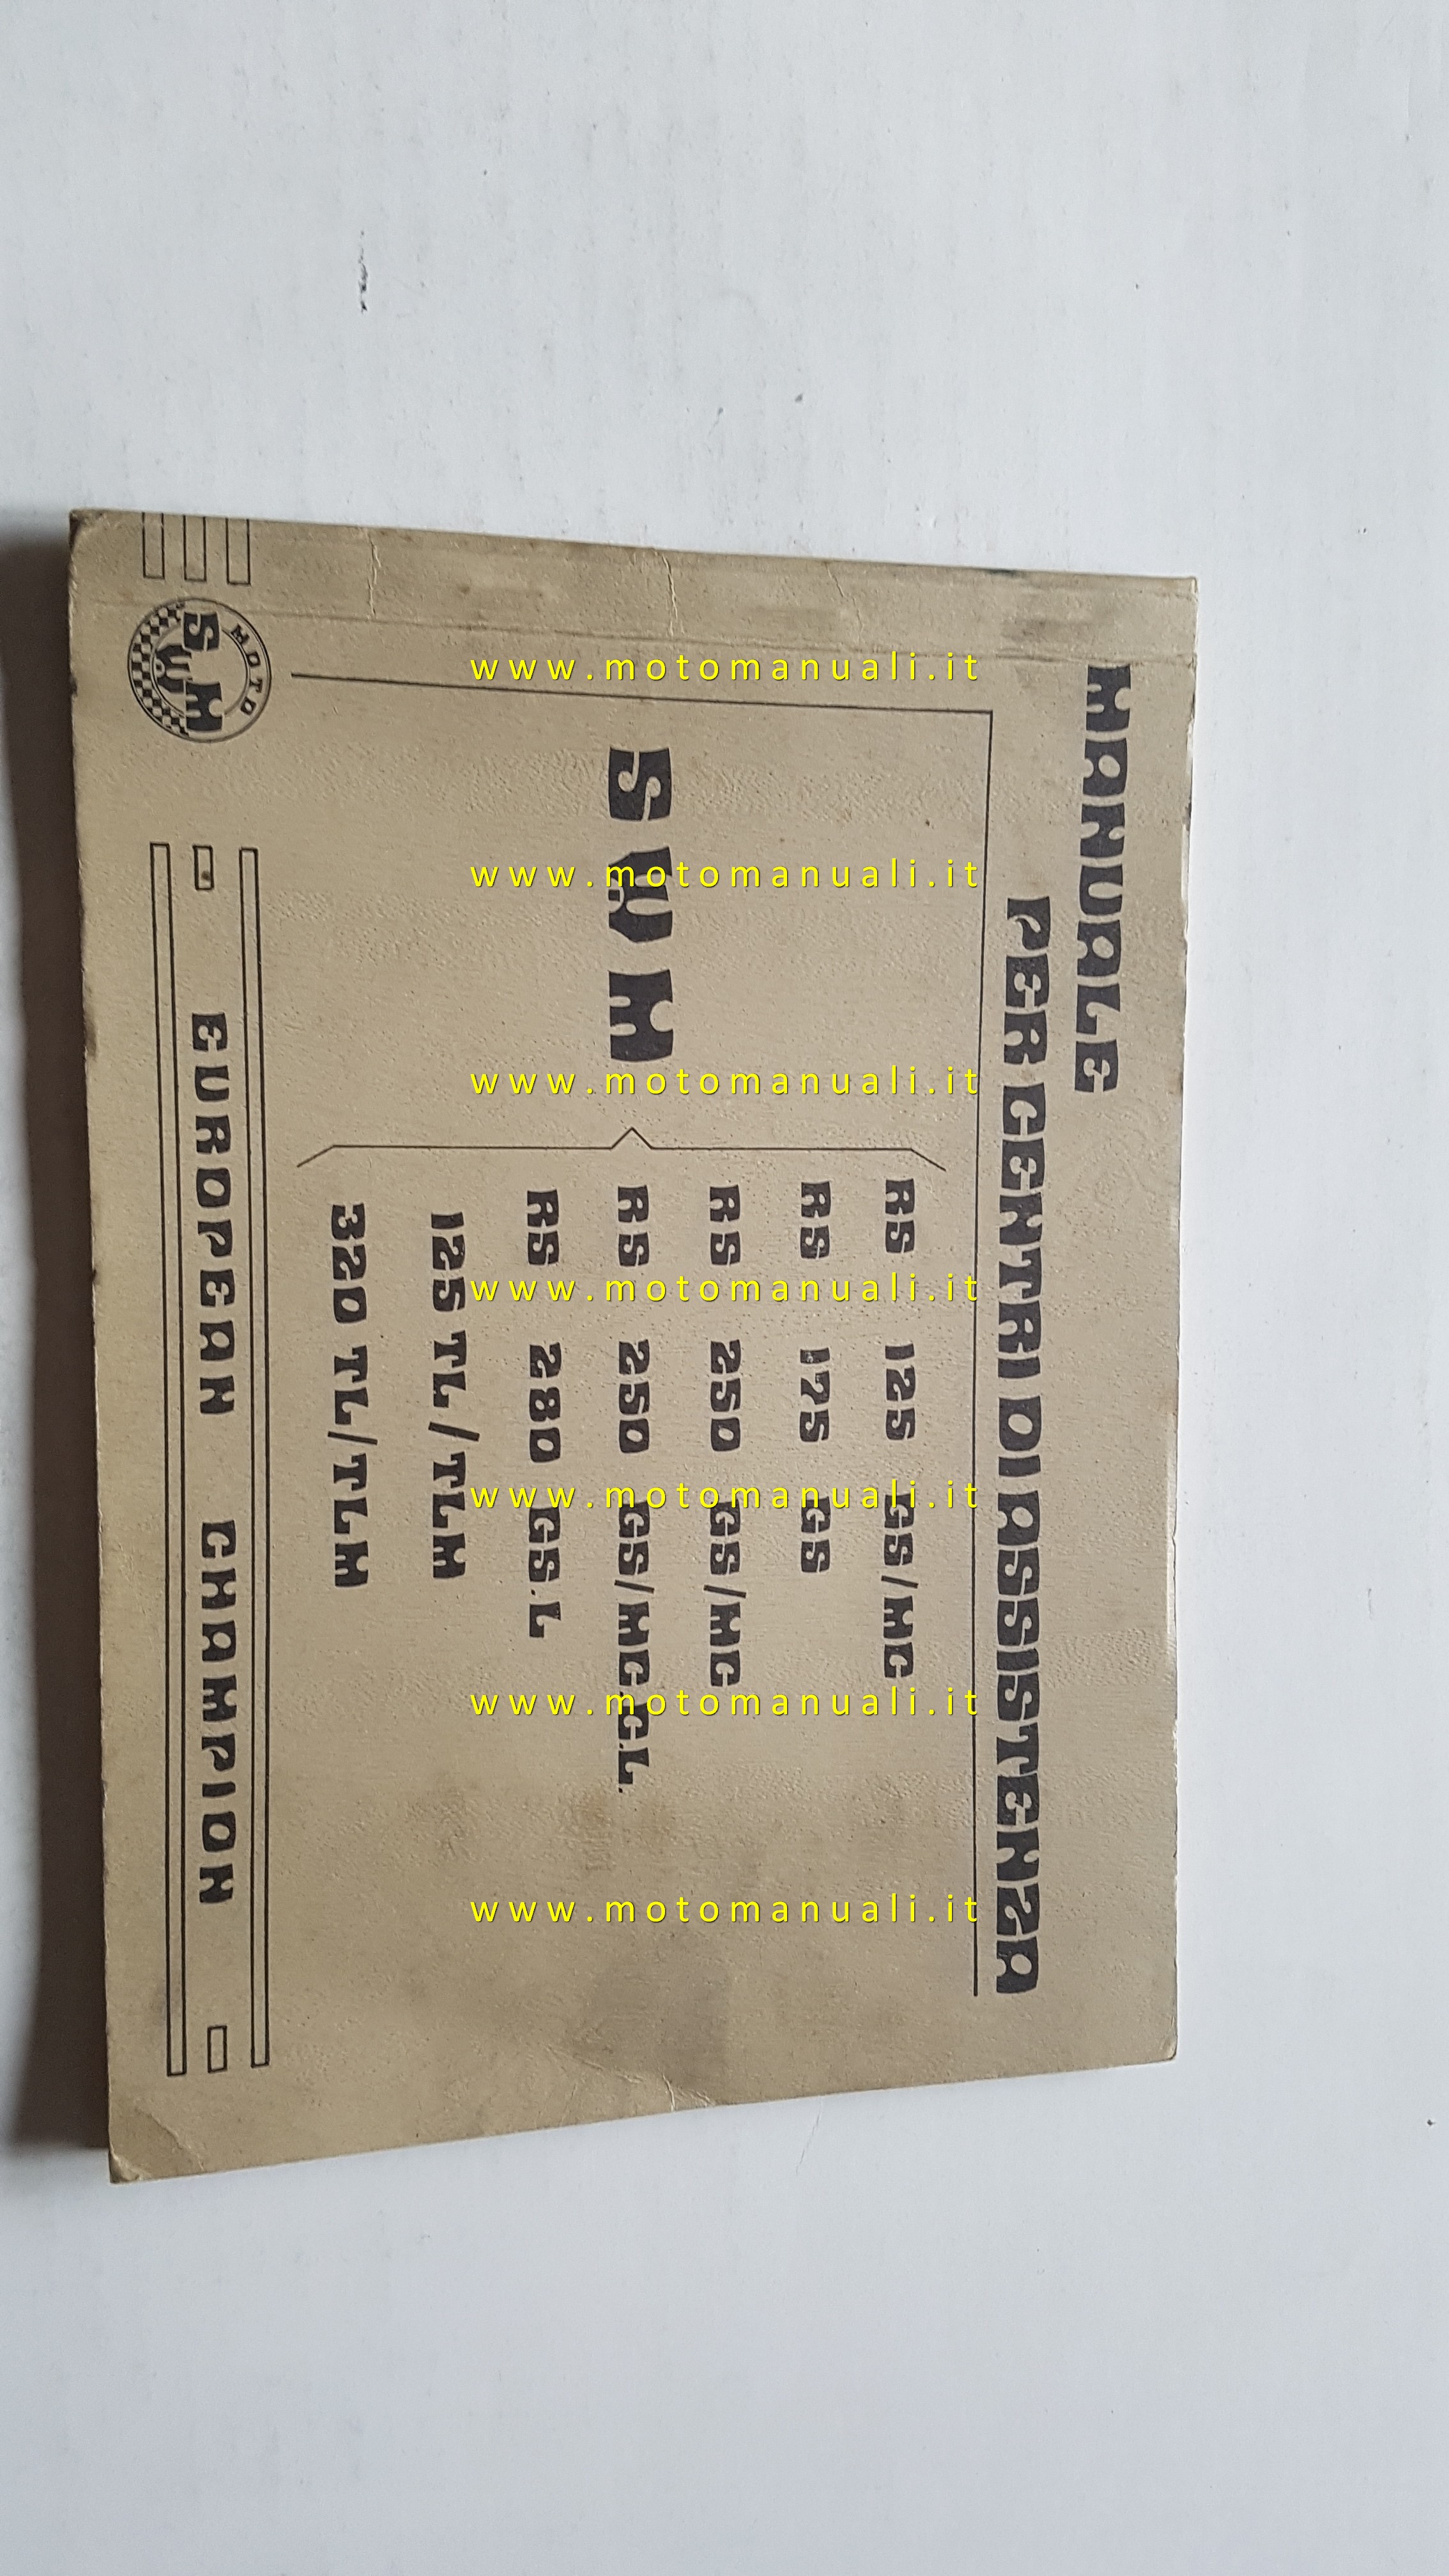 MANUALE
PER CENTRI DI ASSISTENZA
SWM
RS 125 GS/MC
RS 175 GS
RS 250 GS/MC
RS 250 GS/MC.CL.
RS 280 GS.L
125 TL/TLM
320 TL/TLM
MOTO
SWM
EUROPEAN CHAMPION
www.motomanuali.it
www.motomanuali.it
www.motomanuali.it
www.motomanuali.it
www.motomanuali.it
www.motomanuali.it
www.motomanuali.it